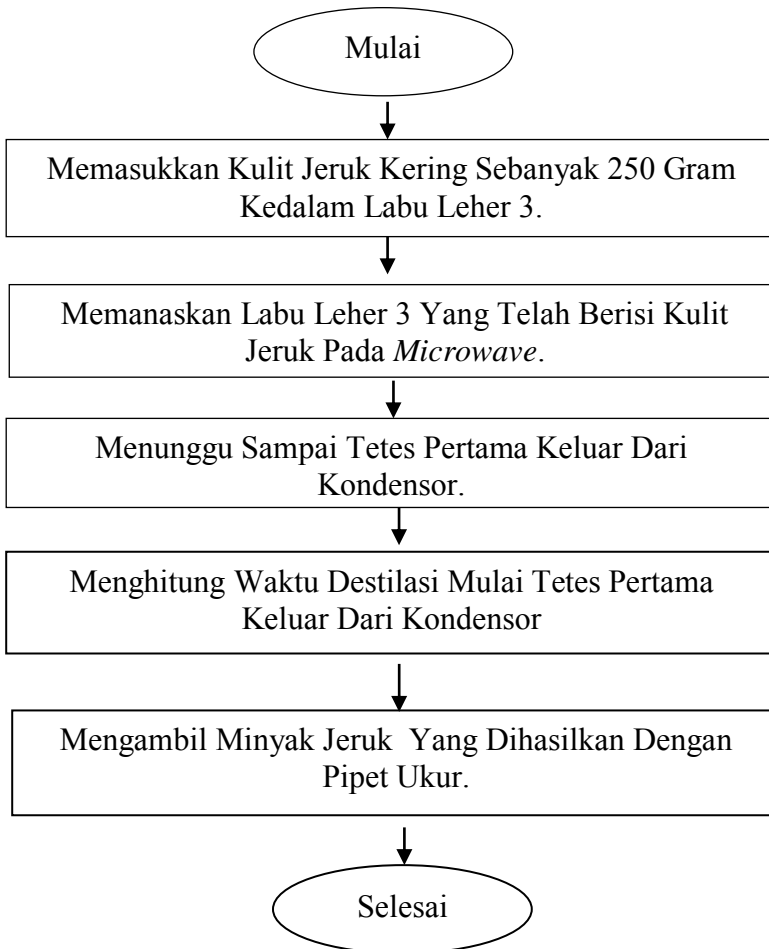 Mulai
Memasukkan Kulit Jeruk Kering Sebanyak 250 Gram
Kedalam Labu Leher 3.
Memanaskan Labu Leher 3 Yang Telah Berisi Kulit
Jeruk Pada Microwave.
Menunggu Sampai Tetes Pertama Keluar Dari
Kondensor.
Menghitung Waktu Destilasi Mulai Tetes Pertama
Keluar Dari Kondensor
Mengambil Minyak Jeruk Yang Dihasilkan Dengan
Pipet Ukur.
Selesai